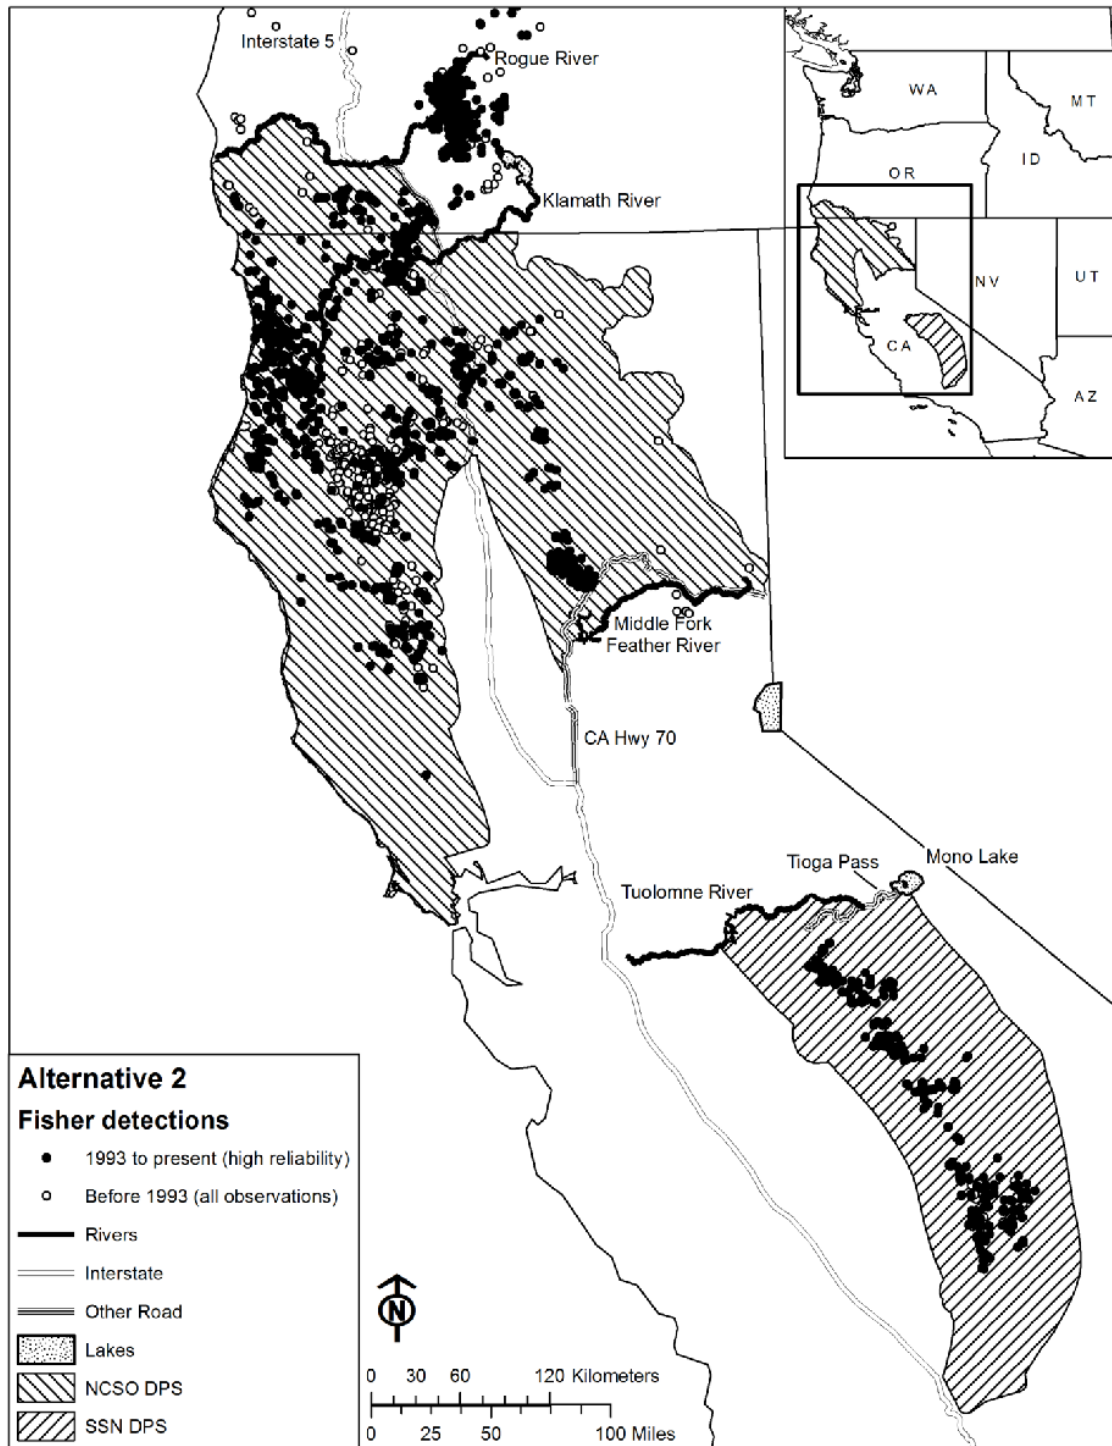 Interstate 5
Rogue River
Klamath River
WA
MT
OR
ID
NV
UT
CA
AZ
Middle Fork
Feather River
CA Hwy 70
Tioga Pass
Mono Lake
Tuolomne River
Alternative 2
Fisher detections
1993 to present (high reliability)
Before 1993 (all observations)
Rivers
Interstate
Other Road
Lakes
NCSO DPS
SSN DPS
N
0 30 60 120 Kilometers
0 25 50 100 Miles